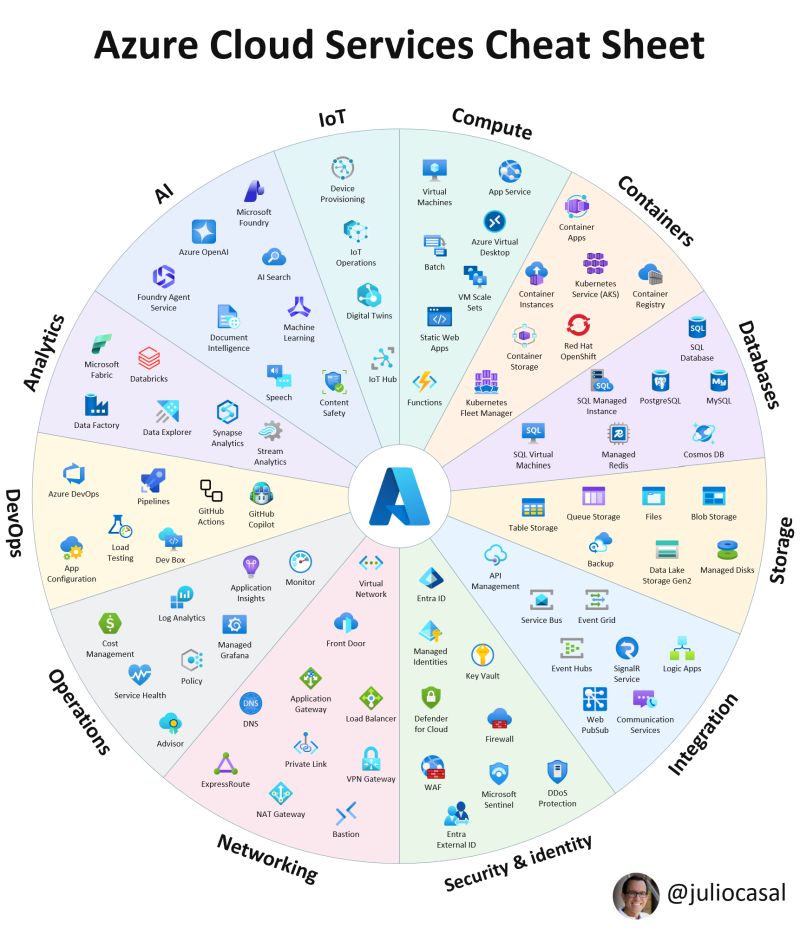 Azure Cloud Services Cheat Sheet
IoT
Device
Provisioning
IoT
Operations
Digital Twins
IoT Hub
Compute
Virtual
Machines
App Service
Azure Virtual
Desktop
Batch
VM Scale
Sets
Static Web
Apps
Functions
Containers
Container
Apps
Kubernetes
Service (AKS)
Container
Instances
Container
Registry
Container
Storage
Red Hat
OpenShift
Kubernetes
Fleet Manager
Databases
SQL
SQL
Database
SQL
SQL Managed
Instance
PostgreSQL
My
MySQL
SQL
SQL Virtual
Machines
Managed
Redis
Cosmos DB
Storage
Table Storage
Queue Storage
Files
Blob Storage
Backup
Data Lake
Storage Gen2
Managed Disks
Integration
API
Management
Service Bus
Event Grid
Event Hubs
SignalR
Service
Logic Apps
Web
PubSub
Communication
Services
Security & identity
Entra ID
Managed
Identities
Key Vault
Defender
for Cloud
Firewall
WAF
Microsoft
Sentinel
DDoS
Protection
Entra
External ID
Networking
Virtual
Network
Front Door
Application
Gateway
DNS
DNS
Load Balancer
Private Link
ExpressRoute
VPN Gateway
NAT Gateway
Bastion
Operations
Monitor
Application
Insights
Log Analytics
Cost
Management
Managed
Grafana
Policy
Service Health
Advisor
DevOps
Azure DevOps
Pipelines
GitHub
Actions
GitHub
Copilot
App
Configuration
Load
Testing
Dev Box
Analytics
Microsoft
Fabric
Databricks
Data Factory
Data Explorer
Synapse
Analytics
Stream
Analytics
AI
Microsoft
Foundry
Azure OpenAI
AI Search
Foundry Agent
Service
Document
Intelligence
Machine
Learning
Speech
Content
Safety
@juliocasal